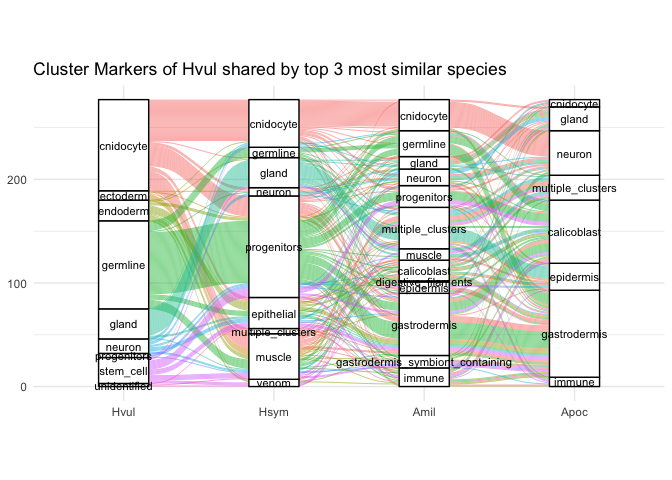 Cluster Markers of Hvul shared by top 3 most similar species
200
100
0
cnidocyte
ectoderm
endoderm
germline
gland
neuron
progenitors
stem_cell
unidentified
cnidocyte
germline
gland
neuron
progenitors
epithelial
multiple_clusters
muscle
venom
cnidocyte
germline
gland
neuron
progenitors
multiple_clusters
muscle
calicoblast
digestive_filaments
epidermis
gastrodermis
gastrodermis_symbiont_containing
immune
cnidocyte
gland
neuron
multiple_clusters
calicoblast
epidermis
gastrodermis
immune
Hvul
Hsym
Amil
Apoc